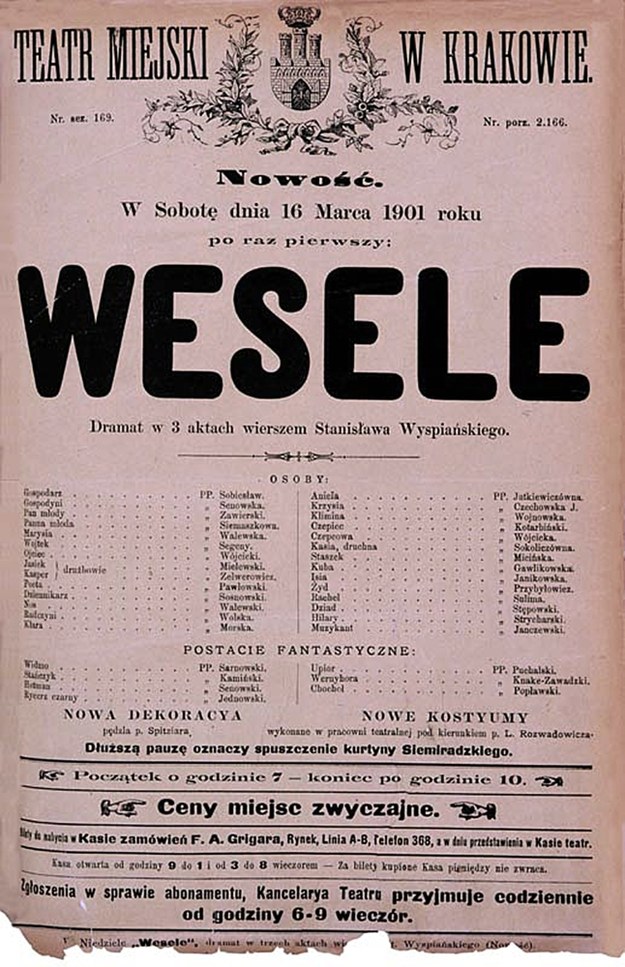 TEATR MIEJSKI W KRAKOWIE.
Nr. sez. 169.
Nr. porz. 2.166.
Nowość.
W Sobotę dnia 16 Marca 1901 roku
po raz pierwszy:
WESELE
Dramat w 3 aktach wierszem Stanisława Wyspiańskiego.
OSOBY:
Gospodarz PP. Sobiesław.
Gospodyni „ Senowska.
Pan młody „ Zawierski.
Panna młoda „ Siemaszkowa.
Marysia „ Walewska.
Wojtek „ Segeny.
Ojciec „ Wójcicki.
Jasiek } drużbowie „ Mielewski.
Kasper „ Zelwerowicz.
Poeta „ Pawłowski.
Dziennikarz „ Sosnowski.
Nos „ Walewski.
Radczyni „ Wolska.
Klara „ Morska.
Aniela PP. Jutkiewiczówna.
Krzysia „ Czechowska J.
Klimina „ Wojnowska.
Czepiec „ Kotarbiński.
Czepcowa „ Wójcicka.
Kasia, druchna „ Sokoliczówna.
Staszek „ Micińska.
Kuba „ Gawlikowska.
Isia „ Janikowska.
Żyd „ Przybyłowicz.
Rachel „ Sulima.
Dziad „ Stępowski.
Hilary „ Strycharski.
Muzykant „ Janczewski.
POSTACIE FANTASTYCZNE:
Widmo PP. Sarnowski.
Stańczyk „ Kamiński.
Hetman „ Senowski.
Rycerz czarny „ Jednowski.
Upior PP. Puchalski.
Wernyhora „ Knake-Zawadzki.
Chochoł „ Popławski.
NOWA DEKORACYA
pędzla p. Spitziara,
NOWE KOSTYUMY
wykonane w pracowni teatralnej pod kierunkiem p. L. Rozwadowicza.
Dłuższą pauzę oznaczy spuszczenie kurtyny Siemiradzkiego.
Początek o godzinie 7 — koniec po godzinie 10.
Ceny miejsc zwyczajne.
Bilety do nabycia w Kasie zamówień F. A. Grigara, Rynek, Linia A-B, Telefon 368, a w dniu przedstawienia w Kasie teatr.
Kasa otwarta od godziny 9 do 1 i od 3 do 8 wieczorem — Za bilety kupione Kasa pieniędzy nie zwraca.
Zgłoszenia w sprawie abonamentu, Kancelarya Teatru przyjmuje codziennie
od godziny 6-9 wieczór.
Niedzielę „Wesele", dramat w trzech aktach Wyspiańskiego